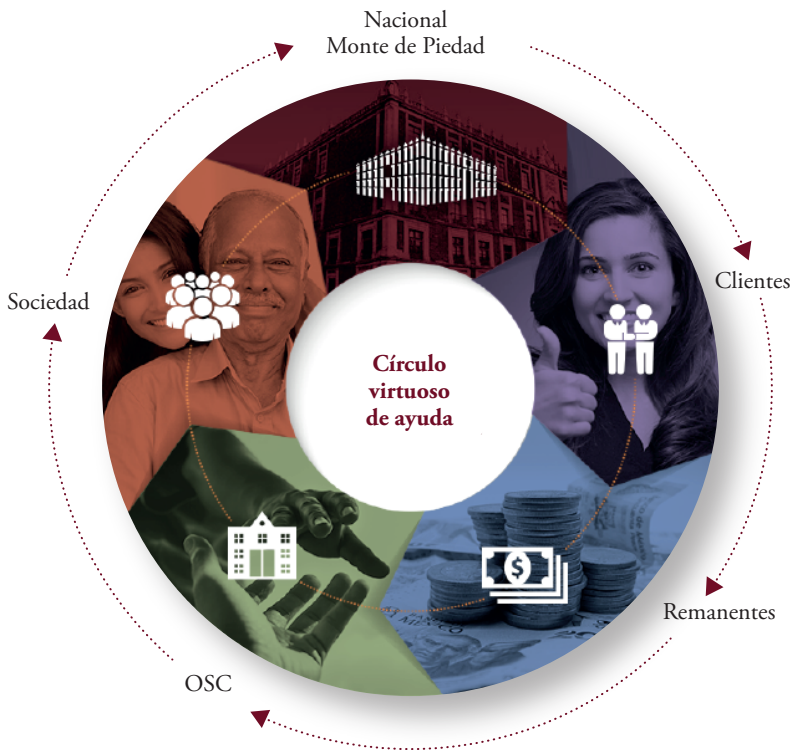 Nacional
Monte de Piedad
Clientes
Sociedad
Círculo
virtuoso
de ayuda
$
Remanentes
OSC